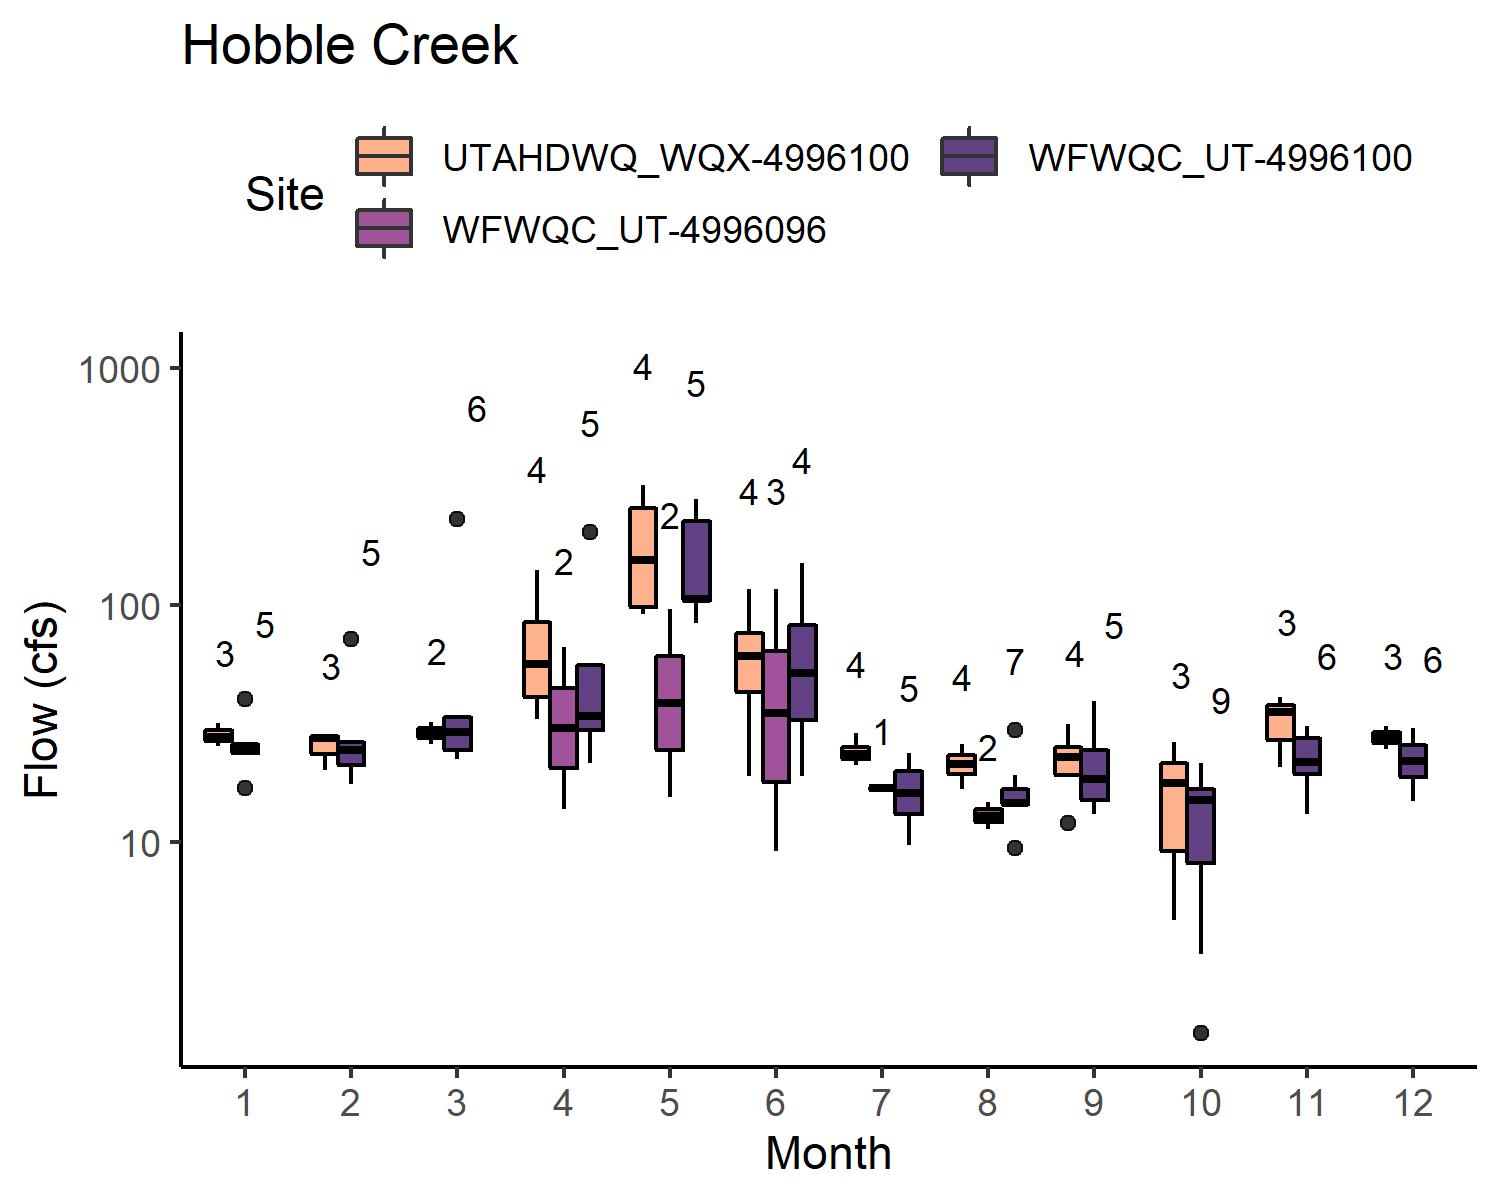 Hobble Creek
Site
UTAHDWQ_WQX-4996100
WFWQC_UT-4996100
WFWQC_UT-4996096
Flow (cfs)
1000
100
10
3 5
3 5
2 6
4 2 5
4 2 5
4 3 4
4 1 5
4 2 7
4 5
3 9
3 6
3 6
1 2 3 4 5 6 7 8 9 10 11 12
Month